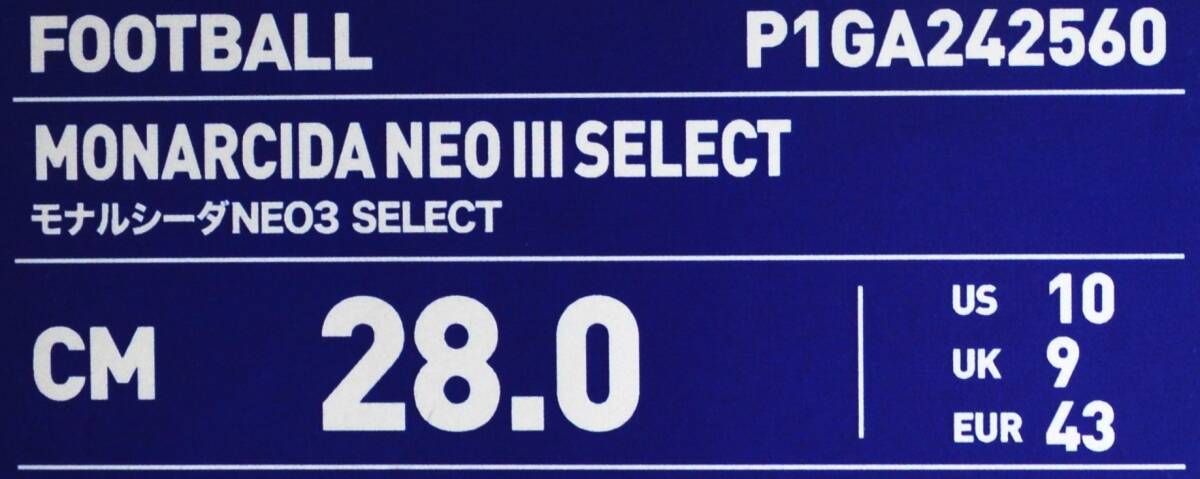 FOOTBALL P1GA242560
MONARCIDA NEO III SELECT
モナルシーダNEO3 SELECT
CM 28.0
US 10
UK 9
EUR 43